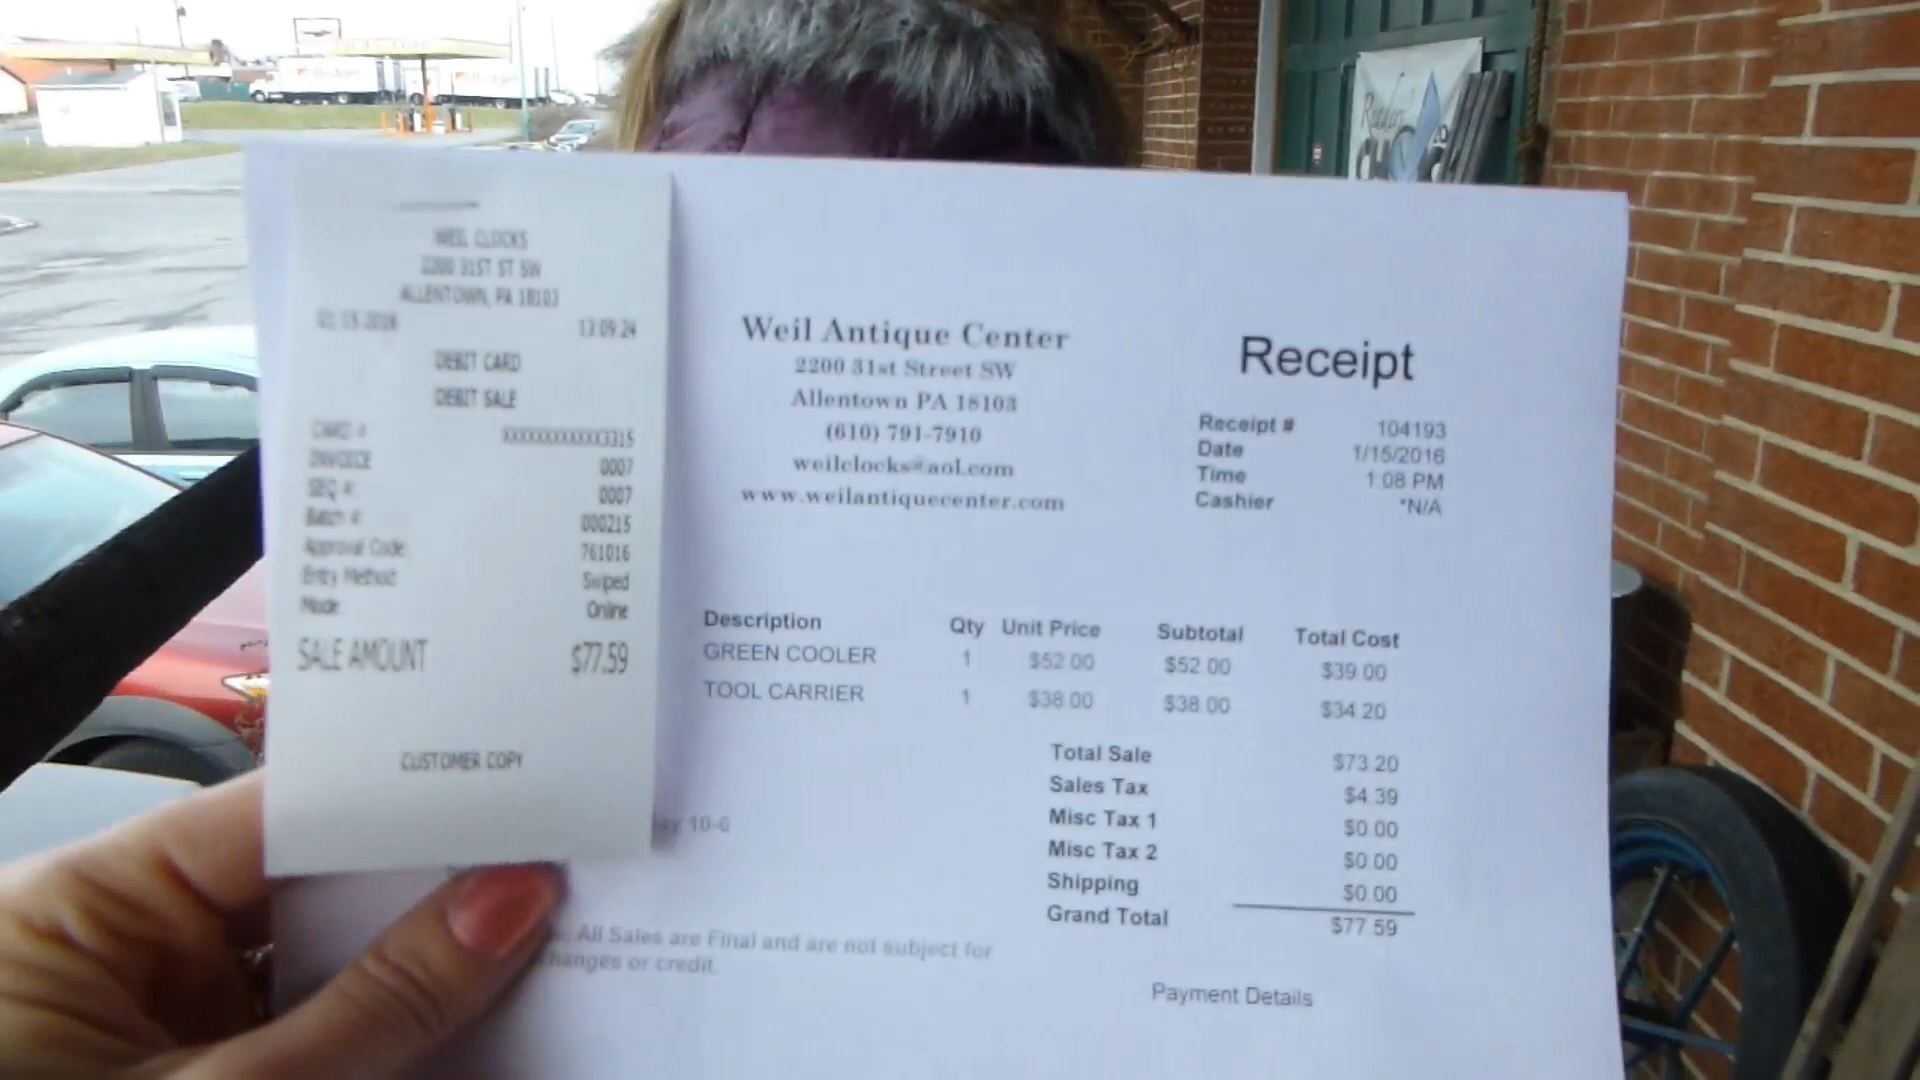 WEIL CLOCKS
2200 31ST ST SW
ALLENTOWN, PA 18103
01-15-2016 13:09:24
DEBIT CARD
DEBIT SALE
CARD # XXXXXXXXXXXX3315
INVOICE 0007
SEQ #: 0007
Batch #: 000215
Approval Code: 761016
Entry Method: Swiped
Mode: Online
SALE AMOUNT $77.59
CUSTOMER COPY
Weil Antique Center
2200 31st Street SW
Allentown PA 18103
(610) 791-7910
weilclocks@aol.com
www.weilantiquecenter.com
Receipt
Receipt # 104193
Date 1/15/2016
Time 1:08 PM
Cashier *N/A
Description Qty Unit Price Subtotal Total Cost
GREEN COOLER 1 $52.00 $52.00 $39.00
TOOL CARRIER 1 $38.00 $38.00 $34.20
Total Sale $73.20
Sales Tax $4.39
Misc Tax 1 $0.00
Misc Tax 2 $0.00
Shipping $0.00
Grand Total $77.59
10-6
All Sales are Final and are not subject for
or credit.
Payment Details